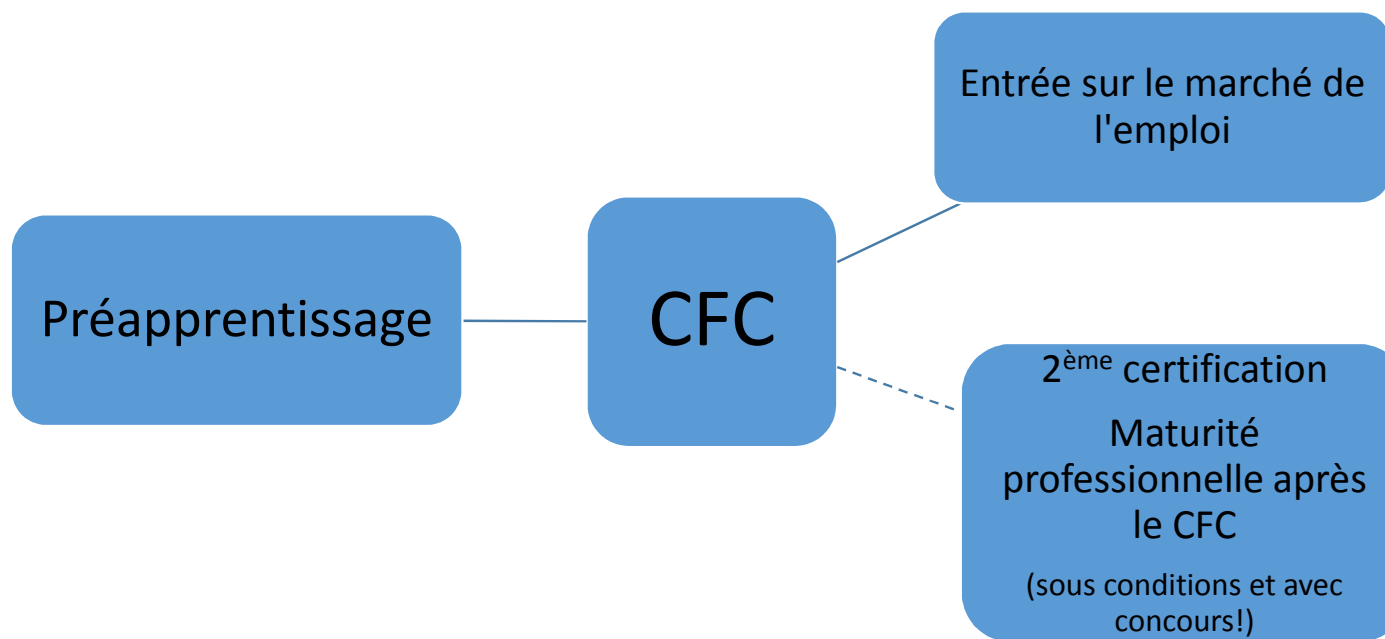 Entrée sur le marché de
l'emploi
Préapprentissage
CFC
2ème certification
Maturité
professionnelle après
le CFC
(sous conditions et avec
concours!)